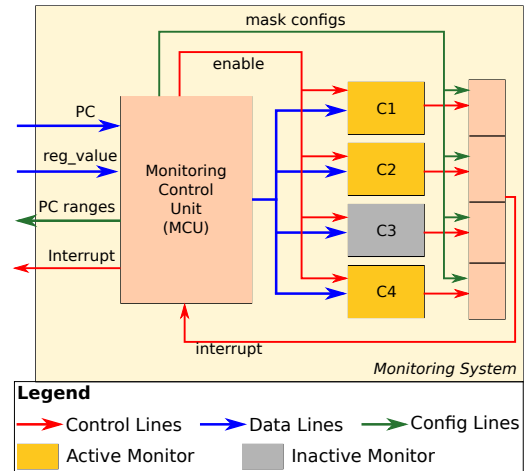 mask configs
enable
PC
reg_value
PC ranges
Interrupt
Monitoring
Control
Unit
(MCU)
C1
C2
C3
C4
interrupt
Monitoring System
Legend
Control Lines
Data Lines
Config Lines
Active Monitor
Inactive Monitor